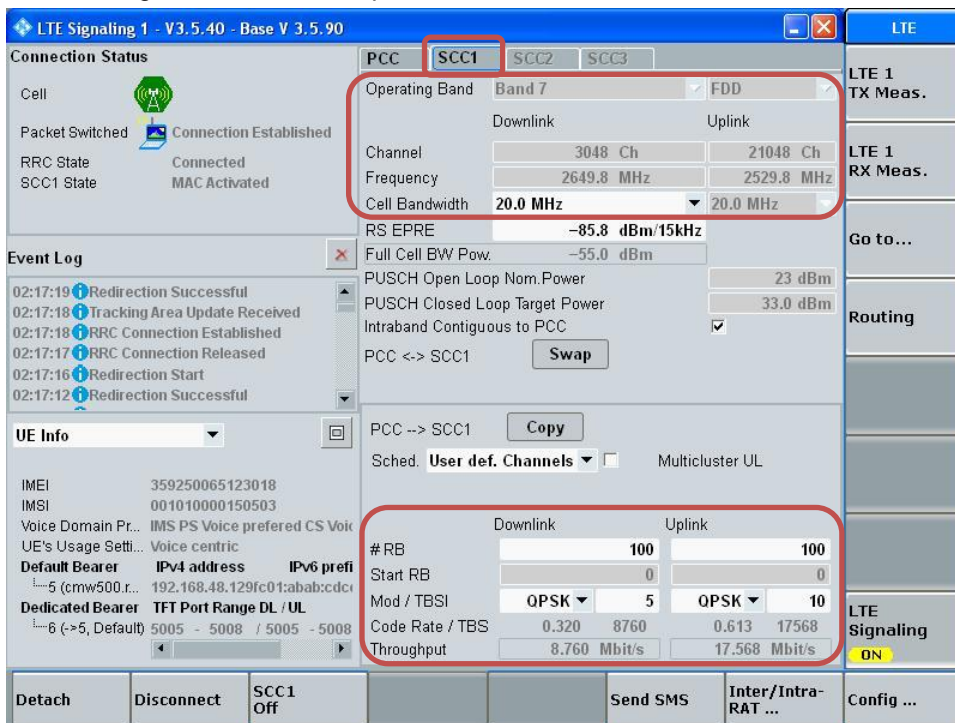 LTE Signaling 1 - V3.5.40 - Base V 3.5.90
LTE
Connection Status
Cell
Packet Switched Connection Established
RRC State Connected
SCC1 State MAC Activated
PCC SCC1 SCC2 SCC3
Operating Band Band 7 FDD
Downlink Uplink
Channel 3048 Ch 21048 Ch
Frequency 2649.8 MHz 2529.8 MHz
Cell Bandwidth 20.0 MHz 20.0 MHz
RS EPRE -85.8 dBm/15kHz
Full Cell BW Pow. -55.0 dBm
PUSCH Open Loop Nom.Power 23 dBm
PUSCH Closed Loop Target Power 33.0 dBm
Intraband Contiguous to PCC
PCC <-> SCC1 Swap
Event Log
02:17:19 Redirection Successful
02:17:18 Tracking Area Update Received
02:17:18 RRC Connection Established
02:17:17 RRC Connection Released
02:17:16 Redirection Start
02:17:12 Redirection Successful
UE Info
IMEI 359250065123018
IMSI 001010000150503
Voice Domain Pr... IMS PS Voice prefered CS Voic
UE's Usage Setti... Voice centric
Default Bearer IPv4 address IPv6 prefi
5 (cmw500.r... 192.168.48.129fc01:abab:cdc
Dedicated Bearer TFT Port Range DL / UL
6 (->5, Default) 5005 - 5008 / 5005 - 5008
PCC --> SCC1 Copy
Sched. User def. Channels Multicluster UL
Downlink Uplink
# RB 100 100
Start RB 0 0
Mod / TBSI QPSK 5 QPSK 10
Code Rate / TBS 0.320 8760 0.613 17568
Throughput 8.760 Mbit/s 17.568 Mbit/s
LTE 1
TX Meas.
LTE 1
RX Meas.
Go to...
Routing
LTE
Signaling
ON
Detach
Disconnect
SCC1
Off
Send SMS
Inter/Intra-
RAT ...
Config ...